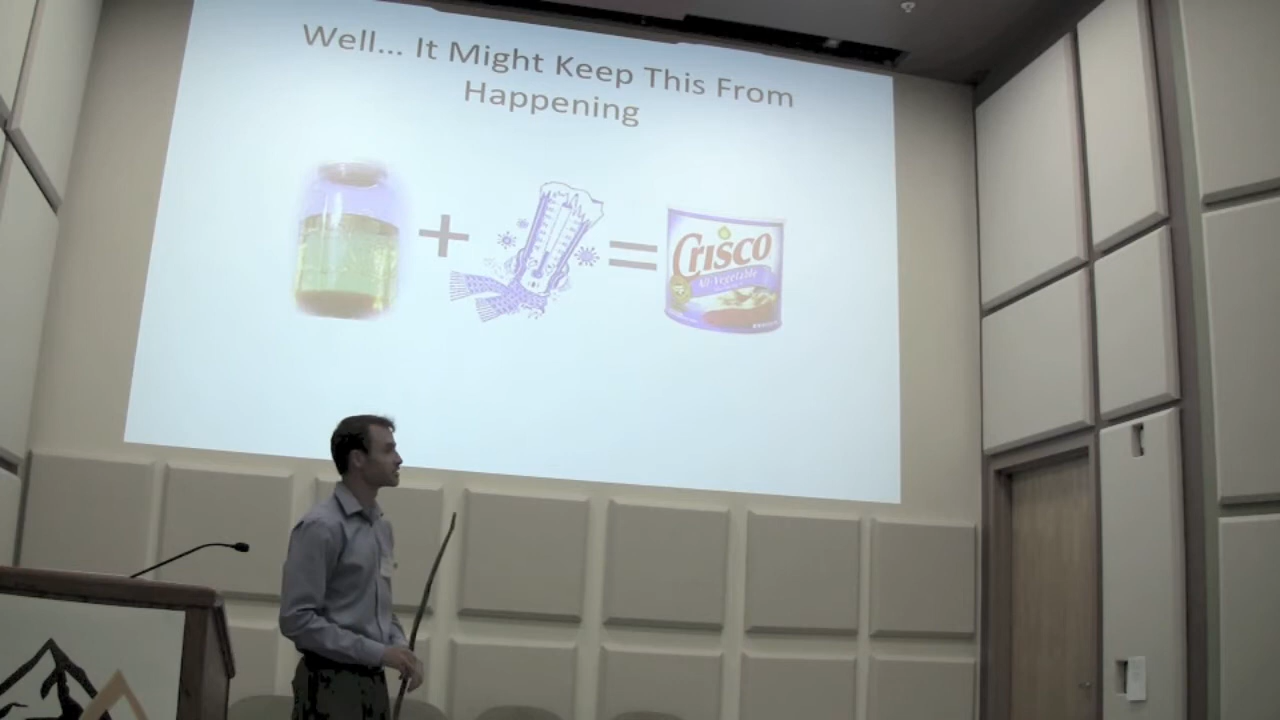 Well... It Might Keep This From
Happening
+
=
Crisco
All-Vegetable